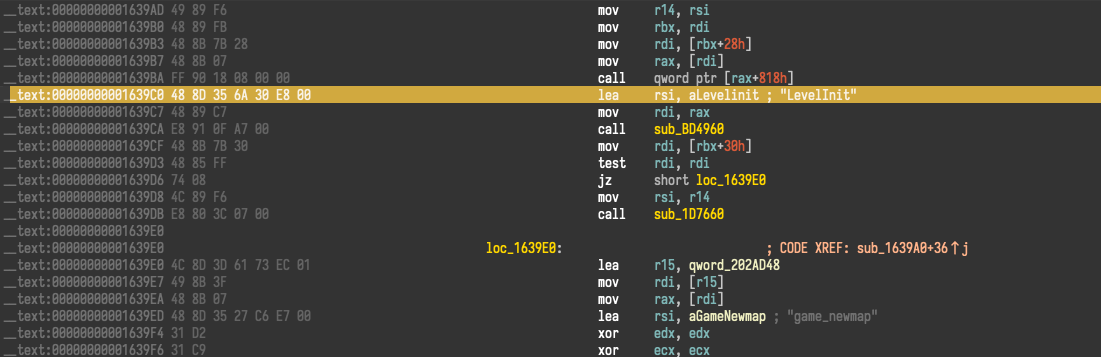 __text:00000000001639AD 49 89 F6 mov r14, rsi
__text:00000000001639B0 48 89 FB mov rbx, rdi
__text:00000000001639B3 48 8B 7B 28 mov rdi, [rbx+28h]
__text:00000000001639B7 48 8B 07 mov rax, [rdi]
__text:00000000001639BA FF 90 18 08 00 00 call qword ptr [rax+818h]
__text:00000000001639C0 48 8D 35 6A 30 E8 00 lea rsi, aLevelinit ; "LevelInit"
__text:00000000001639C7 48 89 C7 mov rdi, rax
__text:00000000001639CA E8 91 0F A7 00 call sub_BD4960
__text:00000000001639CF 48 8B 7B 30 mov rdi, [rbx+30h]
__text:00000000001639D3 48 85 FF test rdi, rdi
__text:00000000001639D6 74 08 jz short loc_1639E0
__text:00000000001639D8 4C 89 F6 mov rsi, r14
__text:00000000001639DB E8 80 3C 07 00 call sub_1D7660
__text:00000000001639E0
__text:00000000001639E0 loc_1639E0: ; CODE XREF: sub_1639A0+36↑j
__text:00000000001639E0 4C 8D 3D 61 73 EC 01 lea r15, qword_202AD48
__text:00000000001639E7 49 8B 3F mov rdi, [r15]
__text:00000000001639EA 48 8B 07 mov rax, [rdi]
__text:00000000001639ED 48 8D 35 27 C6 E7 00 lea rsi, aGameNewmap ; "game_newmap"
__text:00000000001639F4 31 D2 xor edx, edx
__text:00000000001639F6 31 C9 xor ecx, ecx